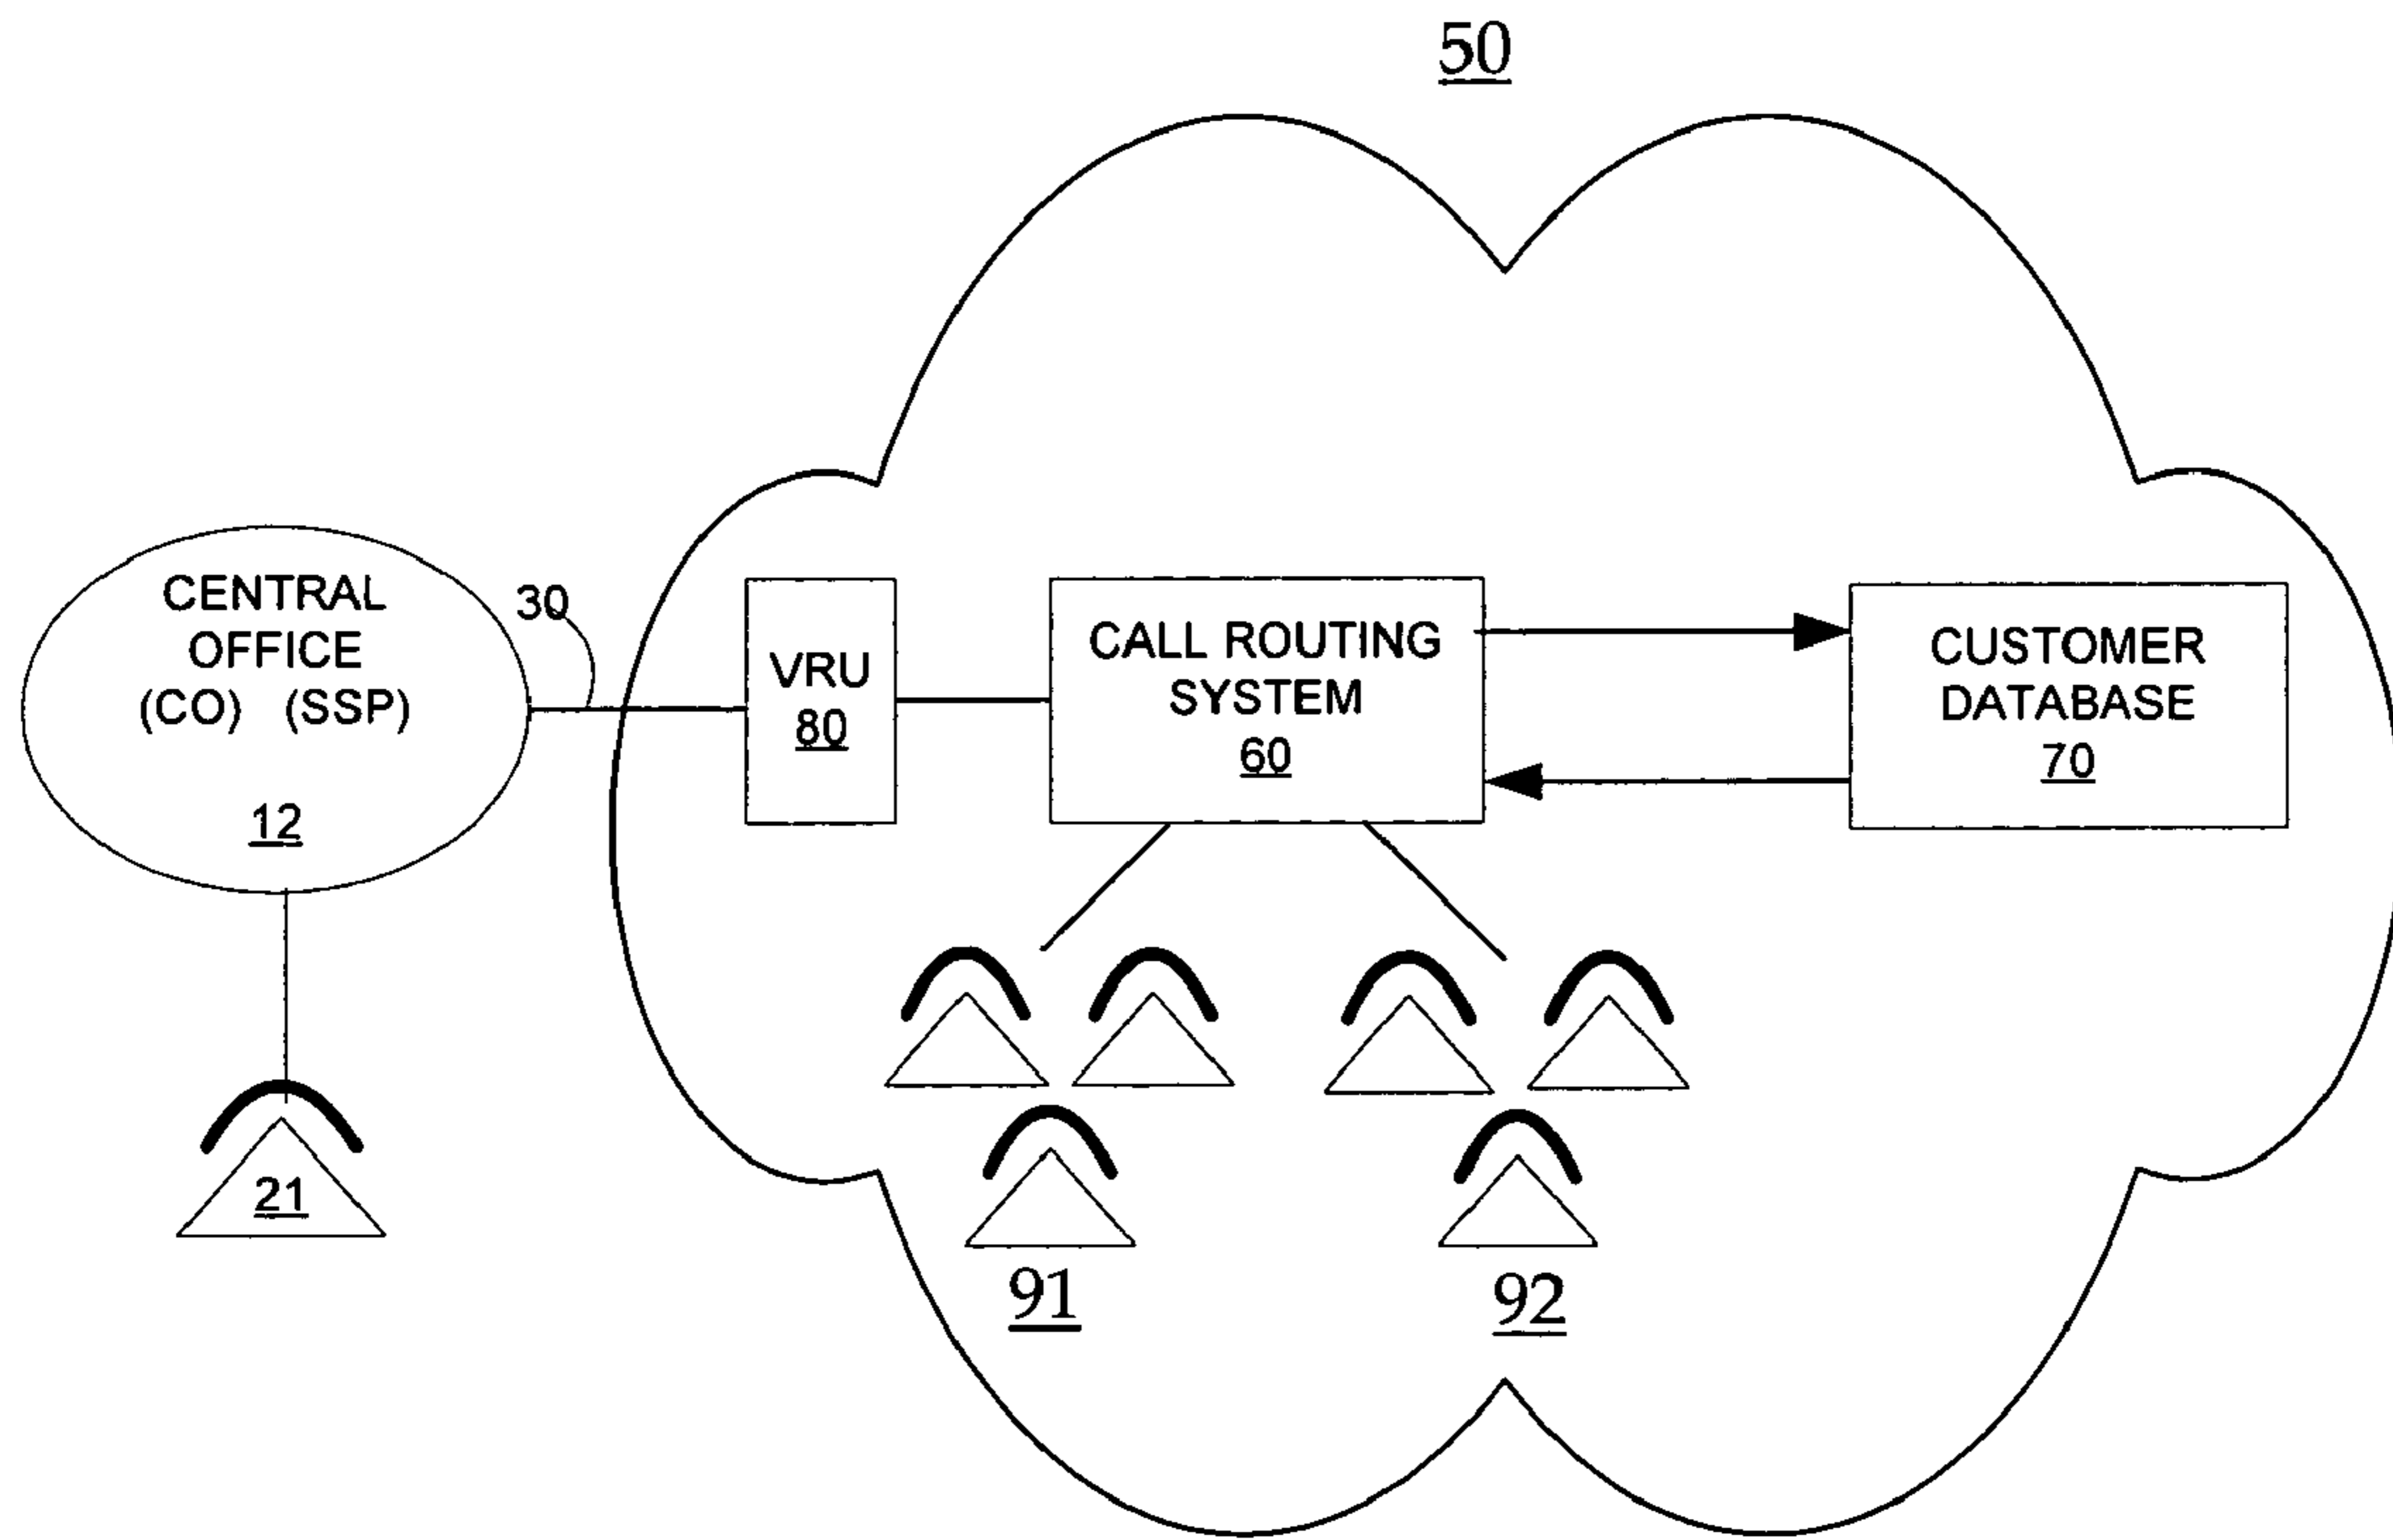 50
CENTRAL
OFFICE
(CO) (SSP)
12
30
VRU
80
CALL ROUTING
SYSTEM
60
CUSTOMER
DATABASE
70
21
91
92